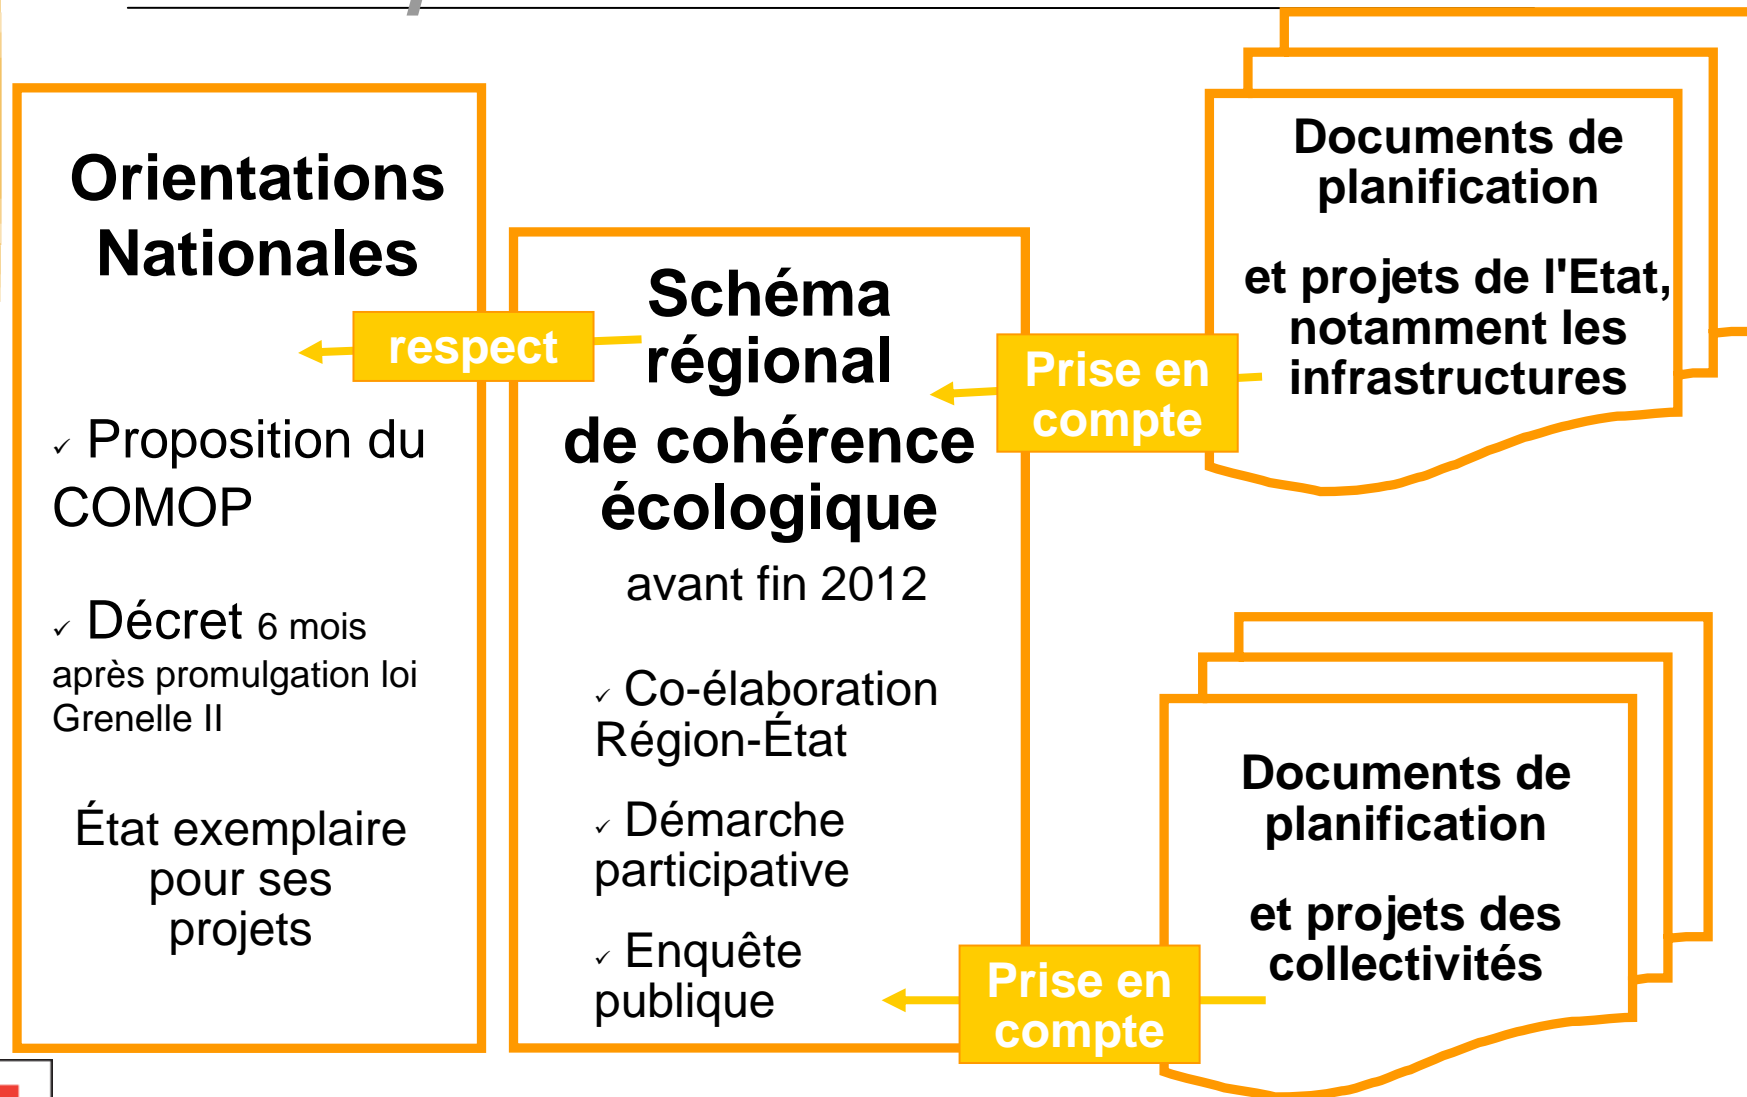 Orientations
Nationales
respect
✓ Proposition du
COMOP
✓ Décret 6 mois
après promulgation loi
Grenelle II
État exemplaire
pour ses
projets
Schéma
régional
de cohérence
écologique
avant fin 2012
✓ Co-élaboration
Région-État
✓ Démarche
participative
✓ Enquête
publique
Prise en
compte
Documents de
planification
et projets de l'Etat,
notamment les
infrastructures
Prise en
compte
Documents de
planification
et projets des
collectivités